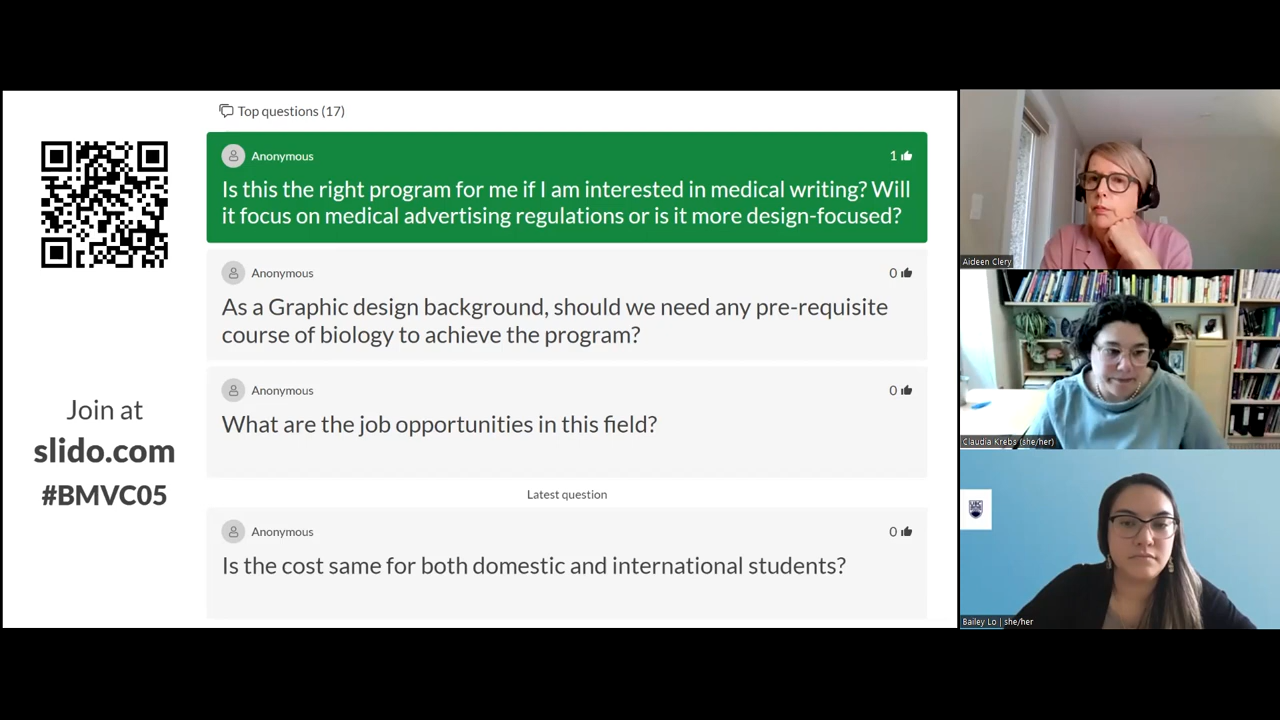 Top questions (17)
Anonymous
1
Is this the right program for me if I am interested in medical writing? Will
it focus on medical advertising regulations or is it more design-focused?
Anonymous
0
As a Graphic design background, should we need any pre-requisite
course of biology to achieve the program?
Anonymous
0
What are the job opportunities in this field?
Latest question
Anonymous
0
Is the cost same for both domestic and international students?
Join at
slido.com
#BMVC05
Aideen Clery
Claudia Krebs (she/her)
UBC
Bailey Lo | she/her